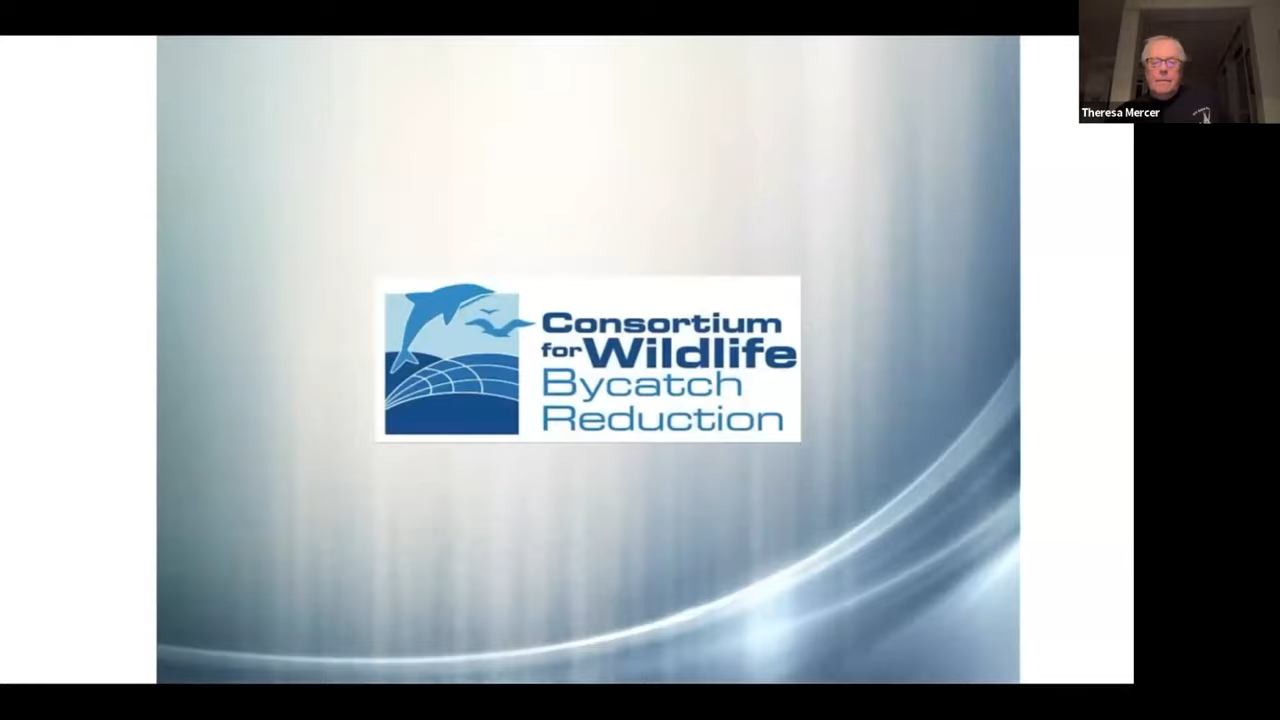 Consortium
for Wildlife
Bycatch
Reduction
Theresa Mercer